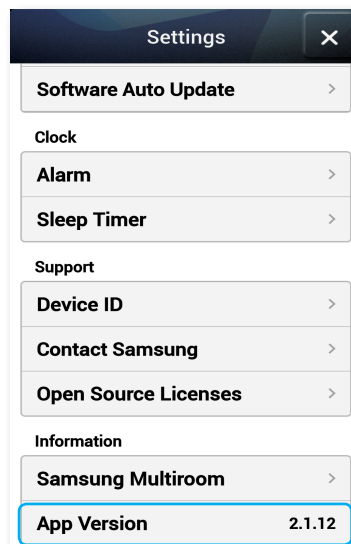 Settings
Software Auto Update
Clock
Alarm
Sleep Timer
Support
Device ID
Contact Samsung
Open Source Licenses
Information
Samsung Multiroom
App Version 2.1.12